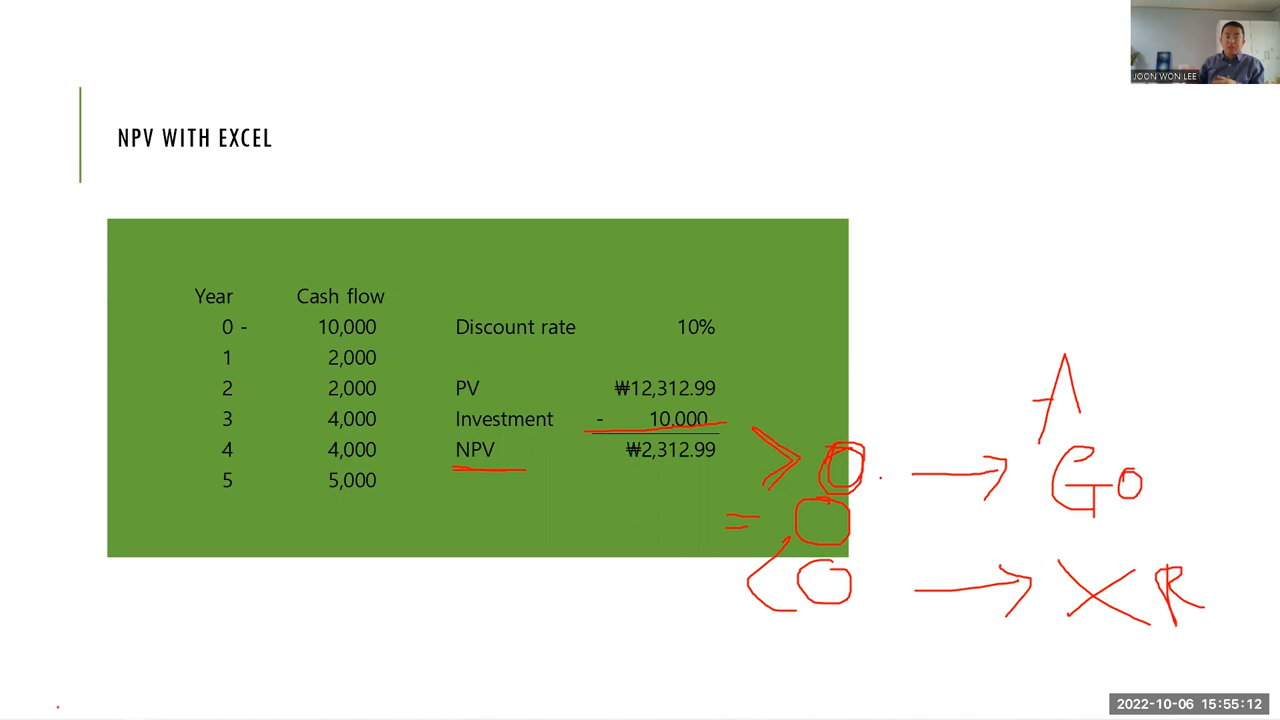 JOON WON LEE
NPV WITH EXCEL
Year Cash flow
0 - 10,000 Discount rate 10%
1 2,000
2 2,000 PV ₩12,312.99
3 4,000 Investment - 10,000
4 4,000 NPV ₩2,312.99
5 5,000
A
> 0 → Go
= 0
< 0 → X R
2022-10-06 15:55:12